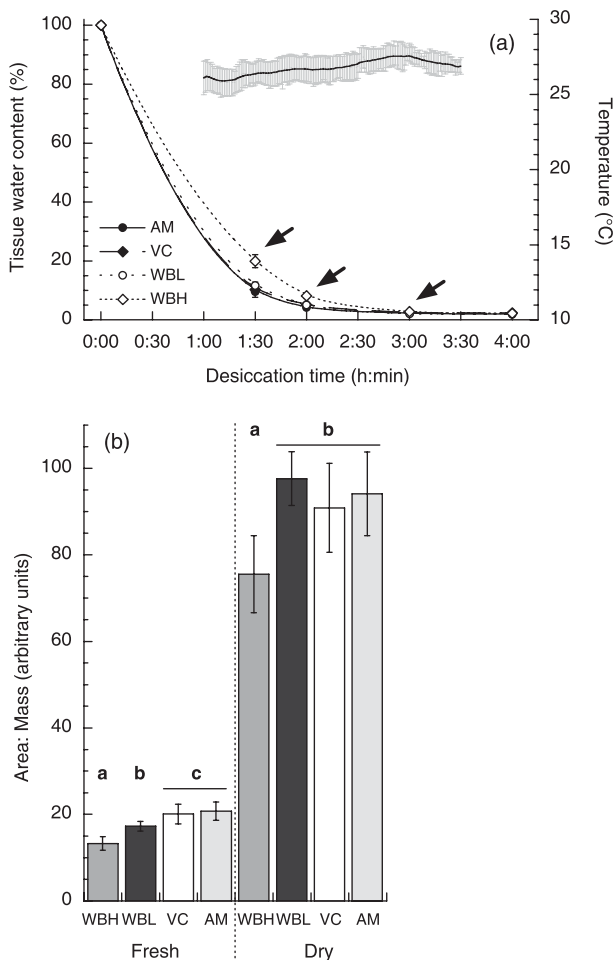 (a)
100
80
60
40
20
0
Tissue water content (%)
30
25
20
15
10
Temperature (°C)
AM
VC
WBL
WBH
0:00 0:30 1:00 1:30 2:00 2:30 3:00 3:30 4:00
Desiccation time (h:min)
(b)
a b
100
80
60
40
20
0
Area: Mass (arbitrary units)
a b c
WBH WBL VC AM WBH WBL VC AM
Fresh Dry